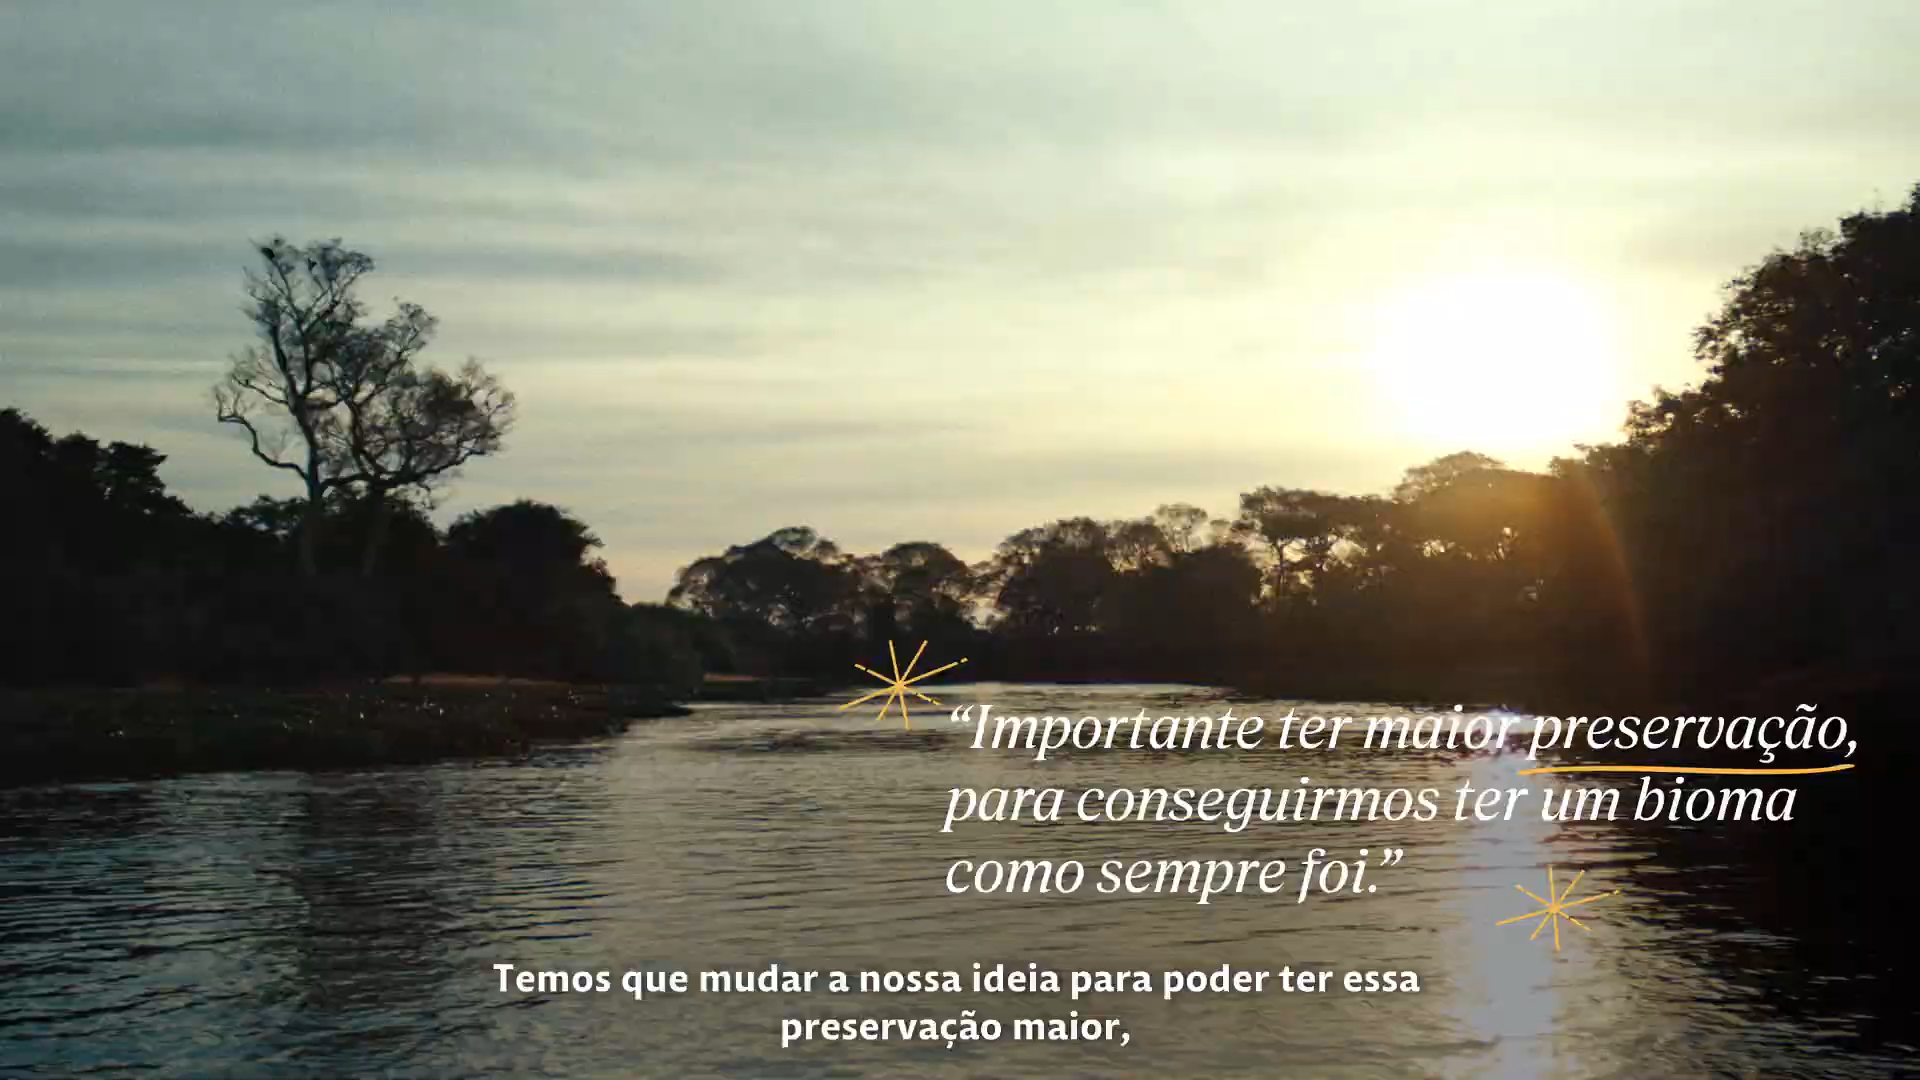 “Importante ter maior preservação,
para conseguirmos ter um bioma
como sempre foi.”
Temos que mudar a nossa ideia para poder ter essa
preservação maior,